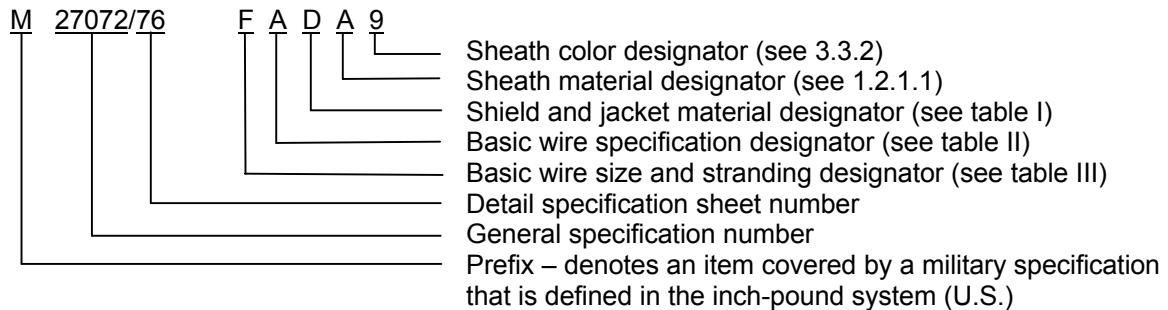 M 27072/76 F A D A 9
Sheath color designator (see 3.3.2)
Sheath material designator (see 1.2.1.1)
Shield and jacket material designator (see table I)
Basic wire specification designator (see table II)
Basic wire size and stranding designator (see table III)
Detail specification sheet number
General specification number
Prefix – denotes an item covered by a military specification
that is defined in the inch-pound system (U.S.)